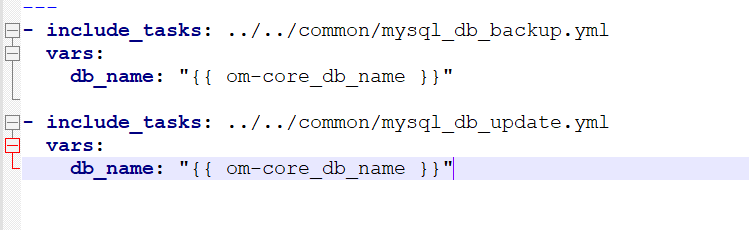 ---
- include_tasks: ../../common/mysql_db_backup.yml
vars:
db_name: "{{ om-core_db_name }}"
- include_tasks: ../../common/mysql_db_update.yml
vars:
db_name: "{{ om-core_db_name }}"